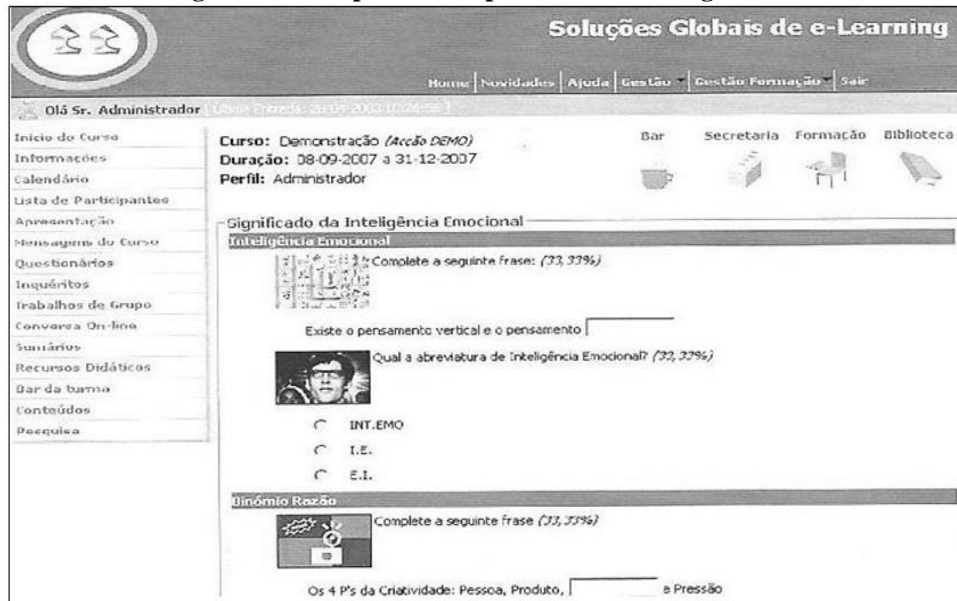 Soluções Globais de e-Learning
Home | Novidades | Ajuda | Gestão | Gestão Formação | Sair
Olá Sr. Administrador
Início do Curso
Informações
Calendário
Lista de Participantes
Apresentação
Mensagens do Curso
Questionários
Inquéritos
Trabalhos de Grupo
Conversa On-line
Sumários
Recursos Didáticos
Bar da turma
Conteúdos
Pesquisa
Curso: Demonstração (Acção DEMO)
Duração: 08-09-2007 a 31-12-2007
Perfil: Administrador
Bar Secretaria Formação Biblioteca
Significado da Inteligência Emocional
Inteligência Emocional
Complete a seguinte frase: (33,33%)
Existe o pensamento vertical e o pensamento
Qual a abreviatura de Inteligência Emocional? (33,33%)
INT.EMO
I.E.
E.I.
Binómio Razão
Complete a seguinte frase (33,33%)
Os 4 P's da Criatividade: Pessoa, Produto, e Pressão